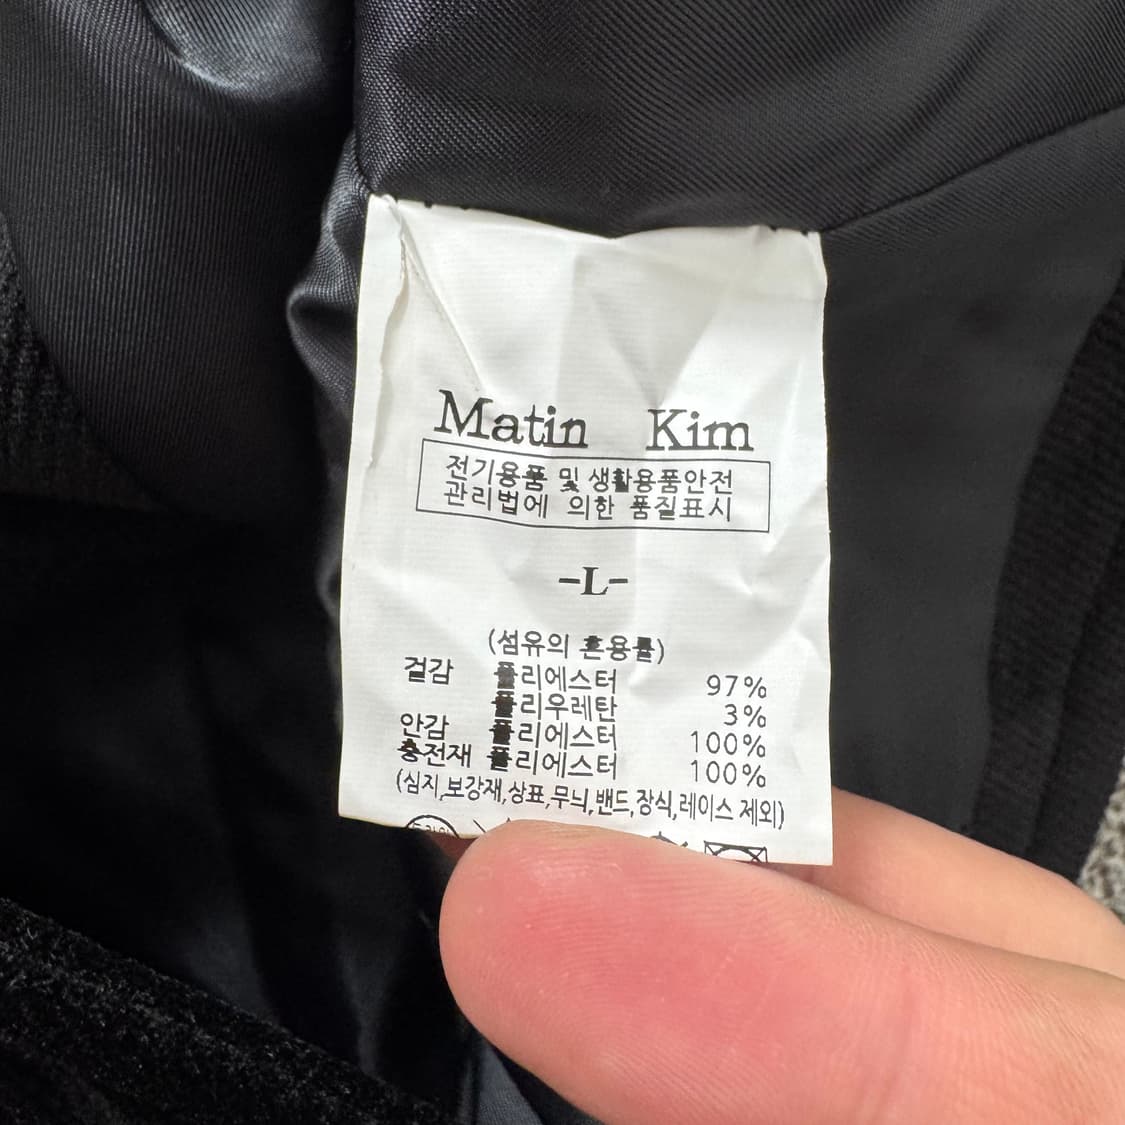 Matin Kim
전기용품 및 생활용품안전
관리법에 의한 품질표시
-L-
(섬유의 혼용률)
겉감 폴리에스터 97%
폴리우레탄 3%
안감 폴리에스터 100%
충전재 폴리에스터 100%
(심지,보강재,상표,무늬,밴드,장식,레이스 제외)